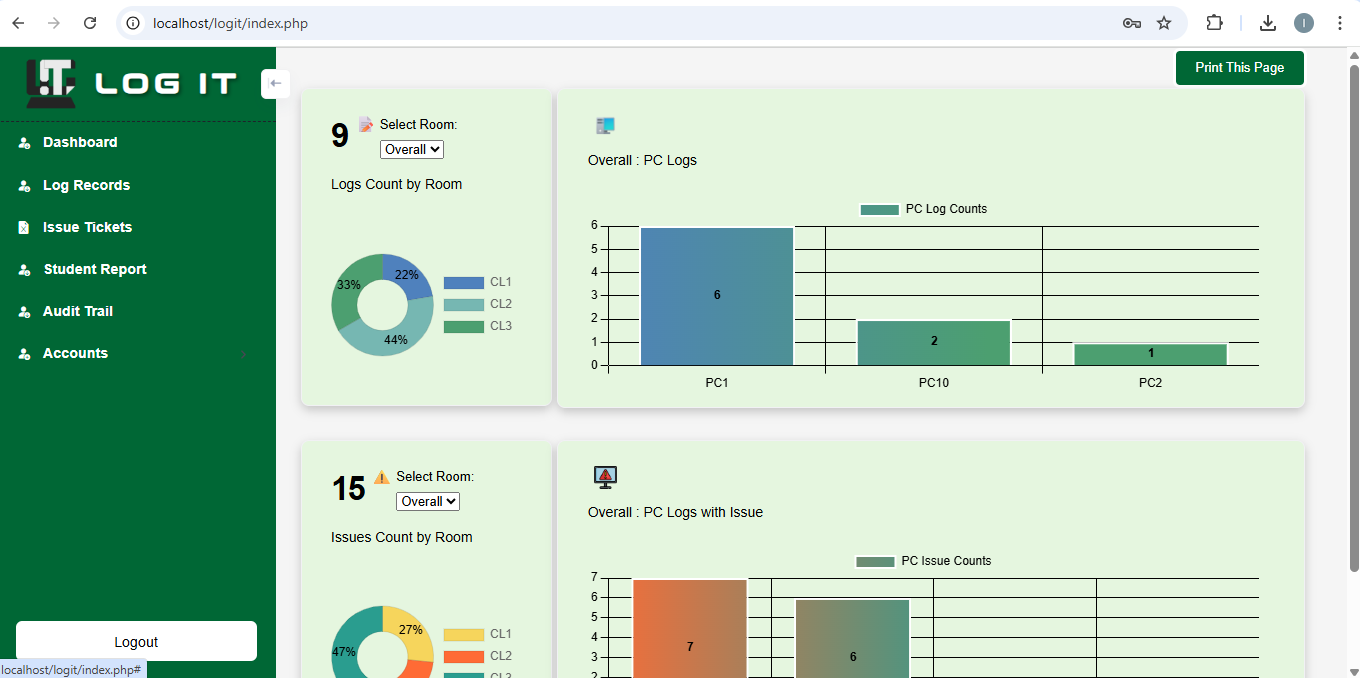 localhost/logit/index.php
I
LOG IT
Print This Page
Dashboard
Log Records
Issue Tickets
Student Report
Audit Trail
Accounts
Logout
localhost/logit/index.php#
9
Select Room:
Overall
Logs Count by Room
22%
33%
44%
CL1
CL2
CL3
Overall : PC Logs
PC Log Counts
6
5
4
3
2
1
0
6
2
1
PC1
PC10
PC2
15
Select Room:
Overall
Issues Count by Room
27%
47%
CL1
CL2
CL3
Overall : PC Logs with Issue
PC Issue Counts
7
6
5
4
3
2
7
6